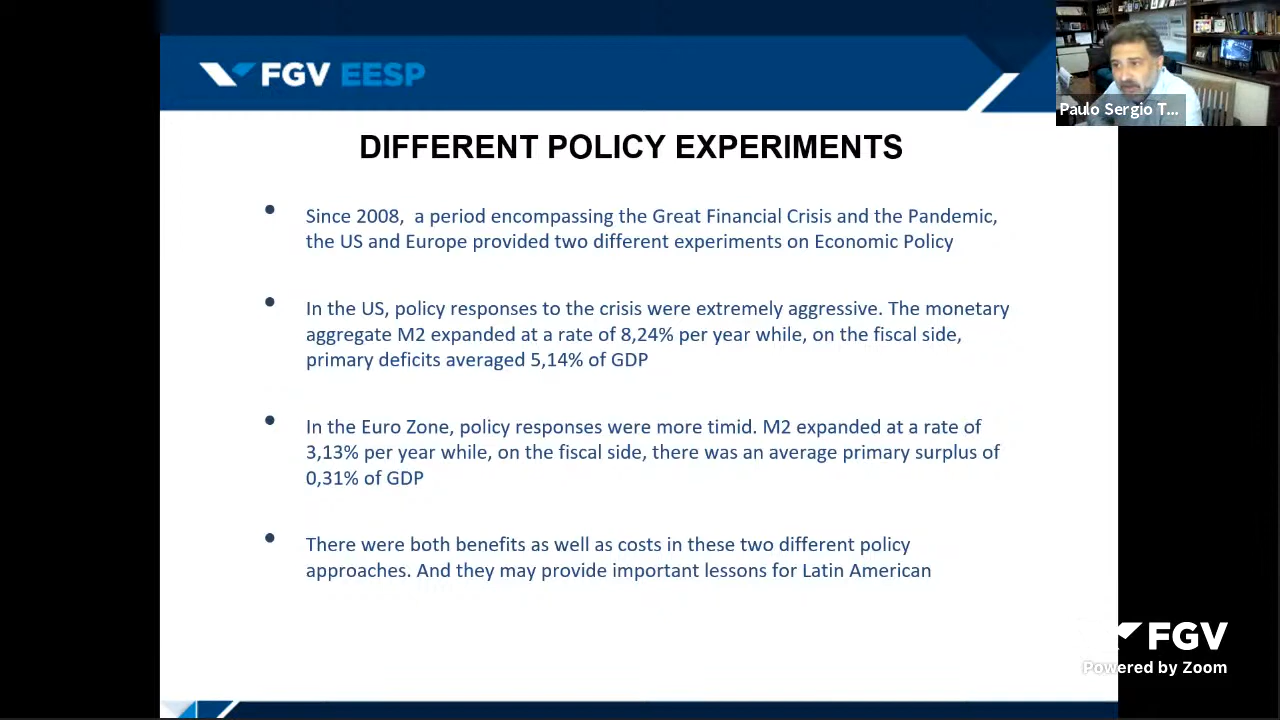 FGV EESP
Paulo Sergio T...
DIFFERENT POLICY EXPERIMENTS
• Since 2008,  a period encompassing the Great Financial Crisis and the Pandemic,
the US and Europe provided two different experiments on Economic Policy
• In the US, policy responses to the crisis were extremely aggressive. The monetary
aggregate M2 expanded at a rate of 8,24% per year while, on the fiscal side,
primary deficits averaged 5,14% of GDP
• In the Euro Zone, policy responses were more timid. M2 expanded at a rate of
3,13% per year while, on the fiscal side, there was an average primary surplus of
0,31% of GDP
• There were both benefits as well as costs in these two different policy
approaches. And they may provide important lessons for Latin American
FGV
Powered by Zoom